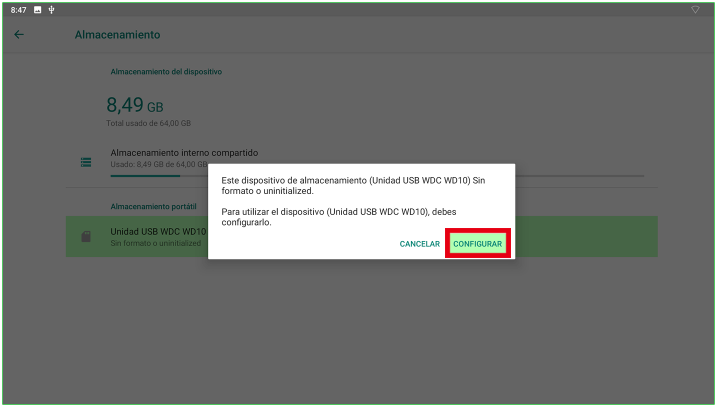 8:47
Almacenamiento
Almacenamiento del dispositivo
8,49 GB
Total usado de 64,00 GB
Almacenamiento interno compartido
Usado: 8,49 GB de 64,00 GB
Este dispositivo de almacenamiento (Unidad USB WDC WD10) Sin
formato o uninitialized.
Para utilizar el dispositivo (Unidad USB WDC WD10), debes
configurarlo.
CANCELAR CONFIGURAR
Almacenamiento portátil
Unidad USB WDC WD10
Sin formato o uninitialized